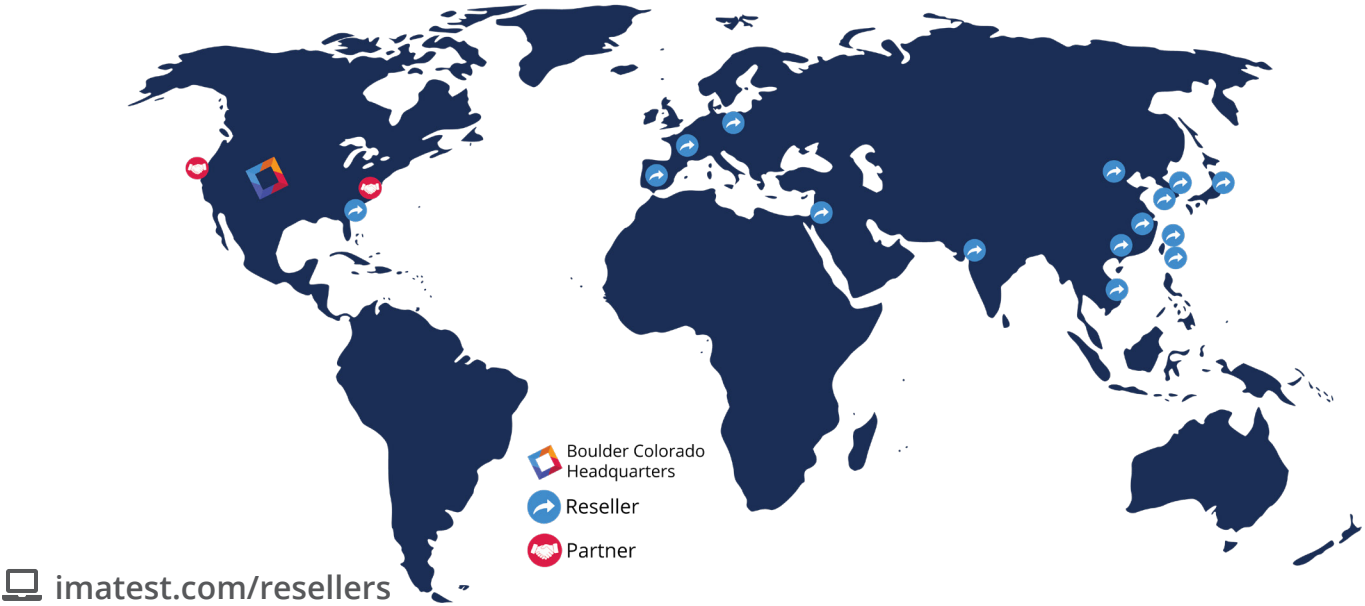 Boulder Colorado
Headquarters
Reseller
Partner
imatest.com/resellers